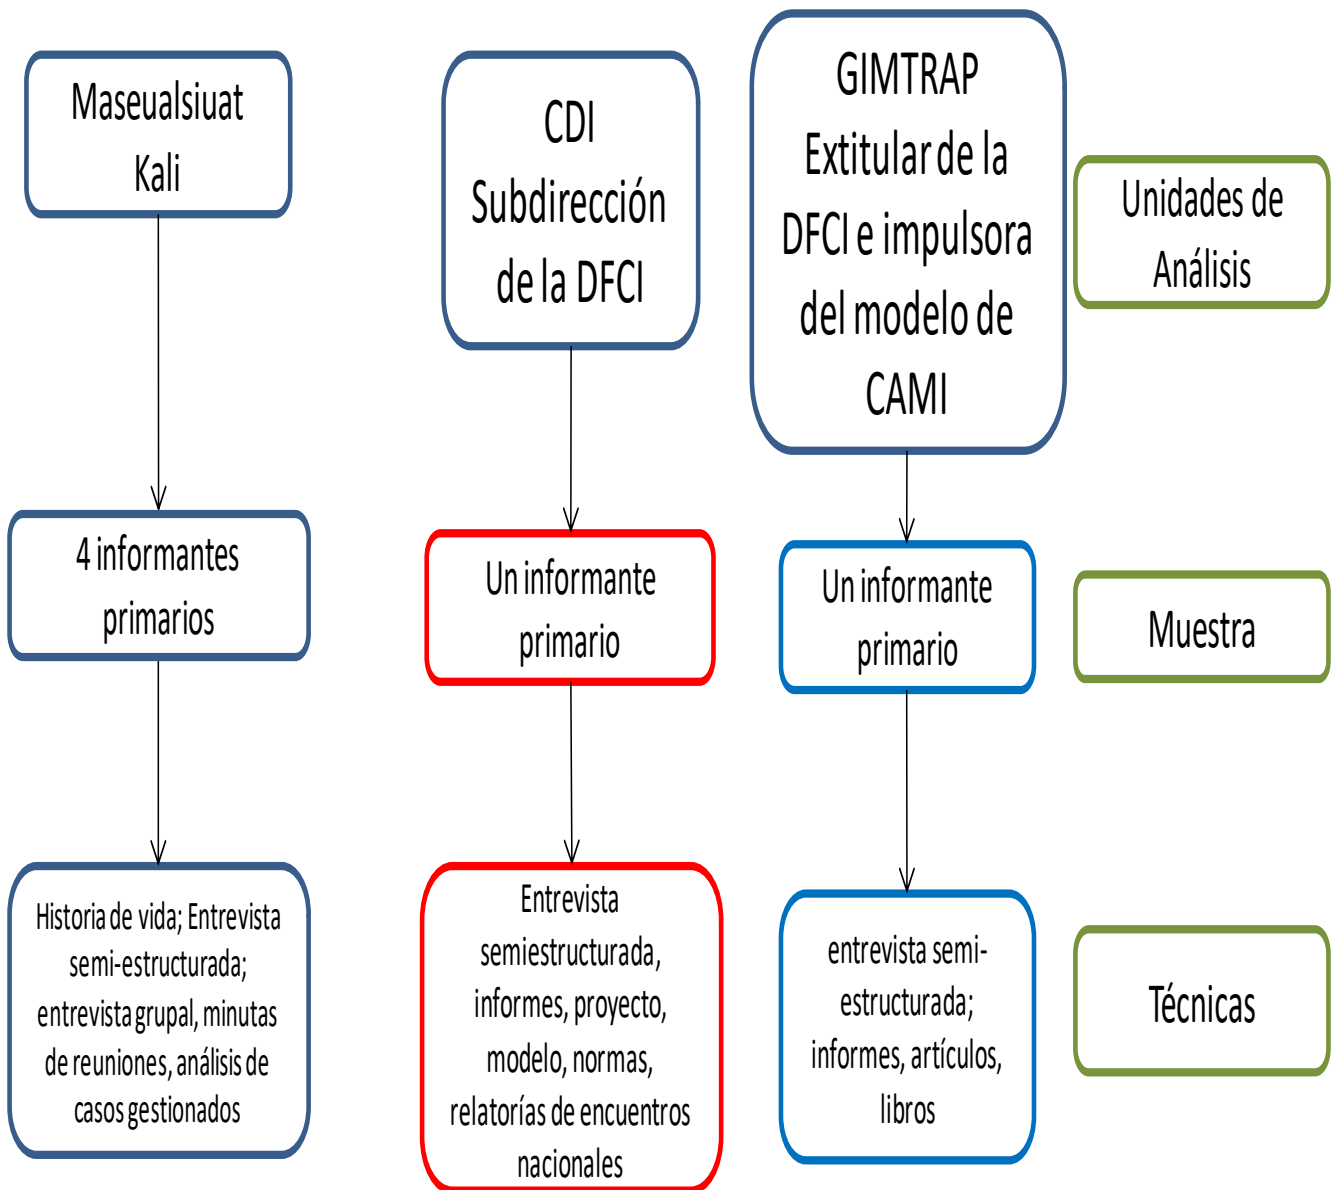 Maseualsiuat
Kali
CDI
Subdirección
de la DFCI
GIMTRAP
Extitular de la
DFCI e impulsora
del modelo de
CAMI
Unidades de
Análisis
4 informantes
primarios
Un informante
primario
Un informante
primario
Muestra
Historia de vida; Entrevista
semi-estructurada;
entrevista grupal, minutas
de reuniones, análisis de
casos gestionados
Entrevista
semiestructurada,
informes, proyecto,
modelo, normas,
relatorías de encuentros
nacionales
entrevista semi-
estructurada;
informes, artículos,
libros
Técnicas